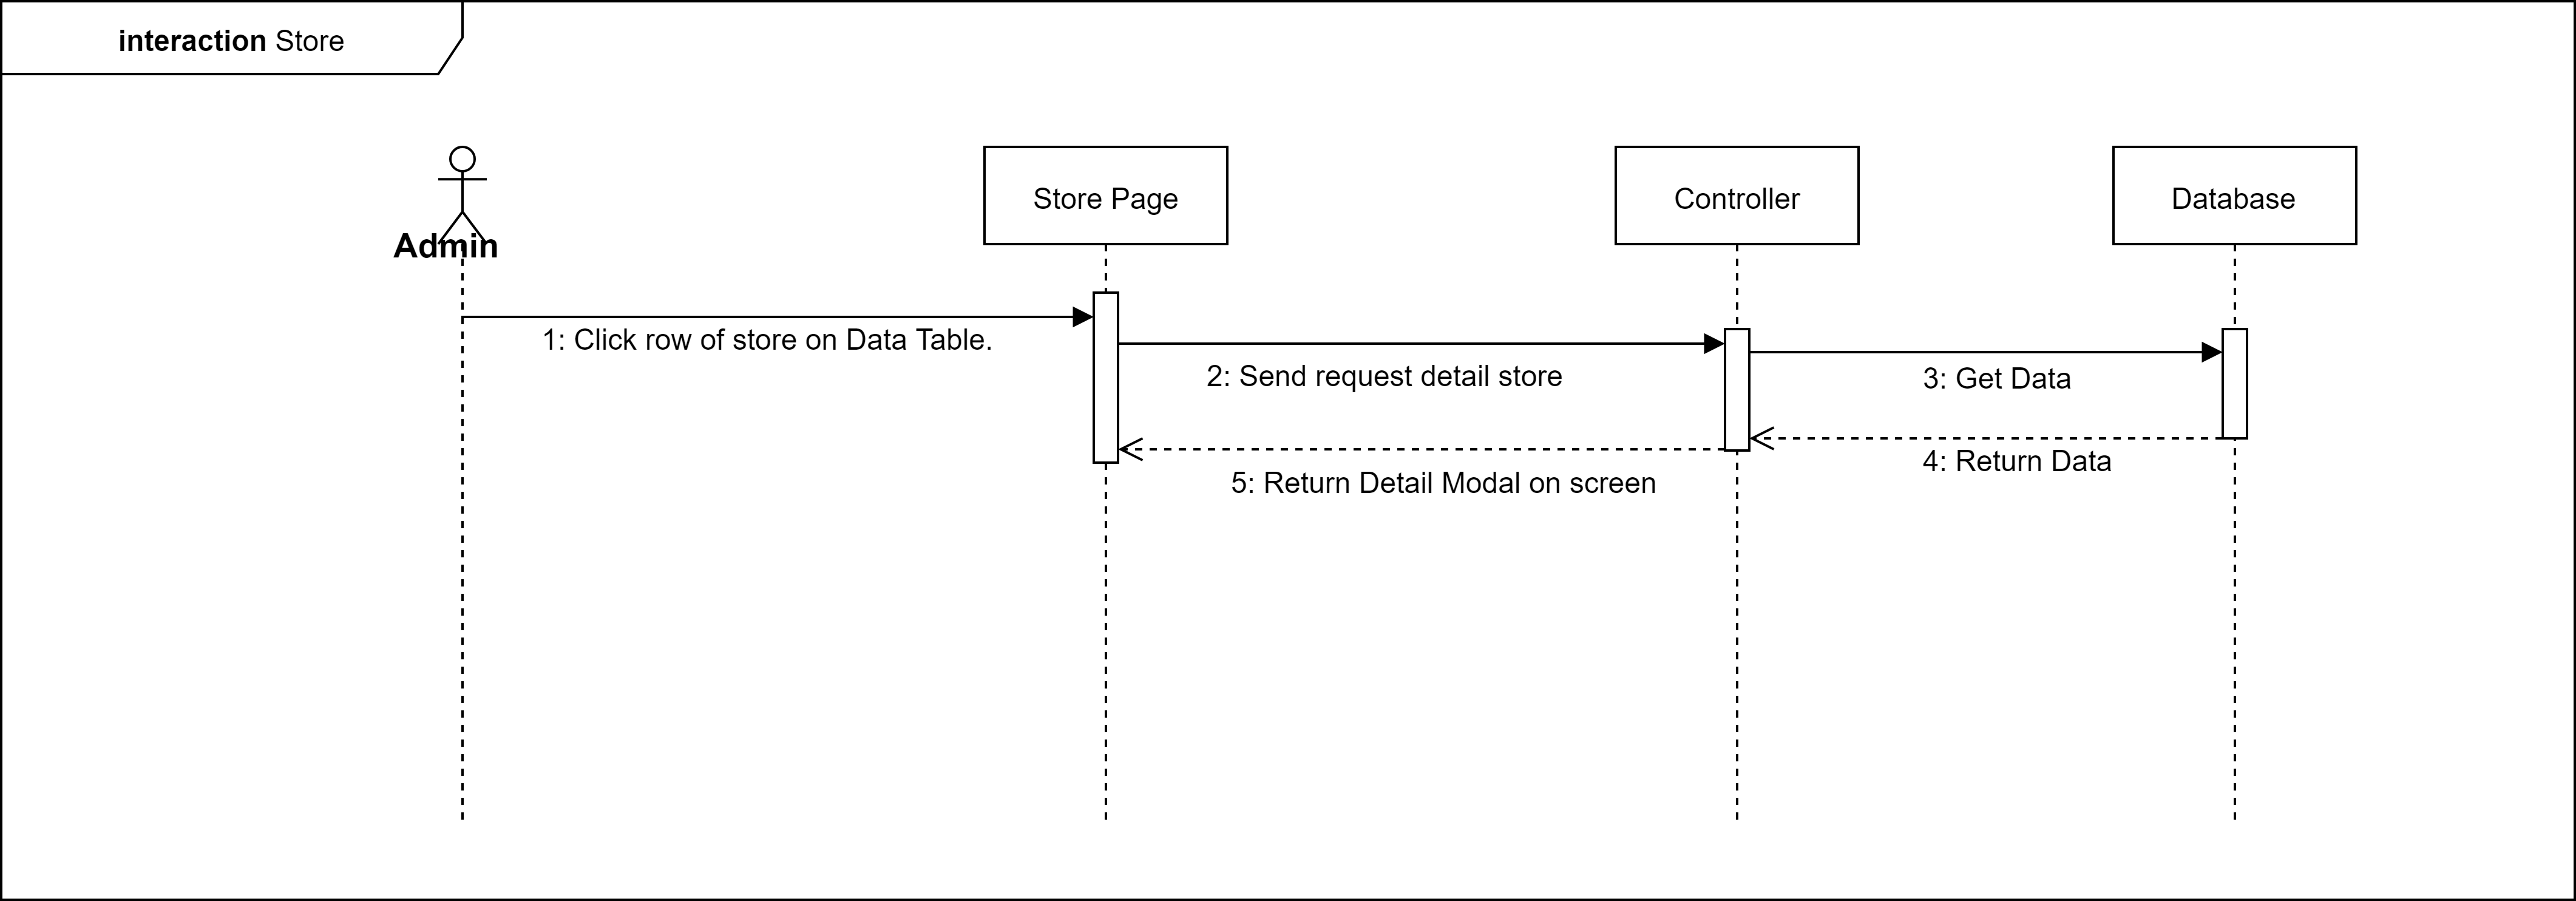 interaction Store
Admin
Store Page
Controller
Database
1: Click row of store on Data Table.
2: Send request detail store
3: Get Data
4: Return Data
5: Return Detail Modal on screen